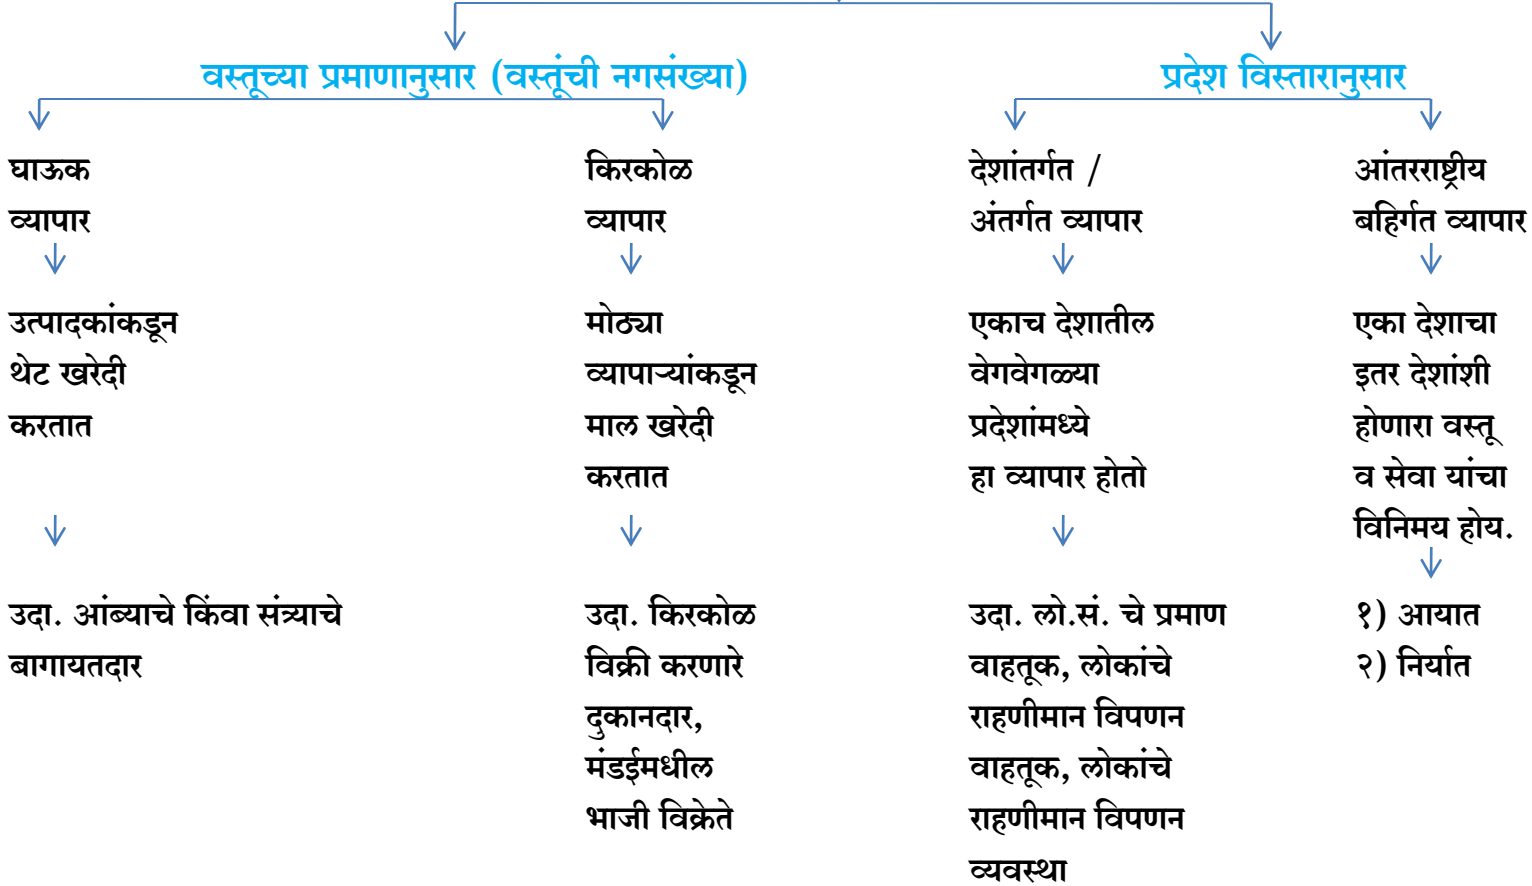 वस्तूच्या प्रमाणानुसार (वस्तूंची नगसंख्या)
प्रदेश विस्तारानुसार
घाऊक
व्यापार
उत्पादकांकडून
थेट खरेदी
करतात
उदा. आंब्याचे किंवा संत्र्याचे
बागायतदार
किरकोळ
व्यापार
मोठ्या
व्यापाऱ्यांकडून
माल खरेदी
करतात
उदा. किरकोळ
विक्री करणारे
दुकानदार,
मंडईमधील
भाजी विक्रेते
देशांतर्गत /
अंतर्गत व्यापार
एकाच देशातील
वेगवेगळ्या
प्रदेशांमध्ये
हा व्यापार होतो
उदा. लो.सं. चे प्रमाण
वाहतूक, लोकांचे
राहणीमान विपणन
वाहतूक, लोकांचे
राहणीमान विपणन
व्यवस्था
आंतरराष्ट्रीय
बहिर्गत व्यापार
एका देशाचा
इतर देशांशी
होणारा वस्तू
व सेवा यांचा
विनिमय होय.
१) आयात
२) निर्यात